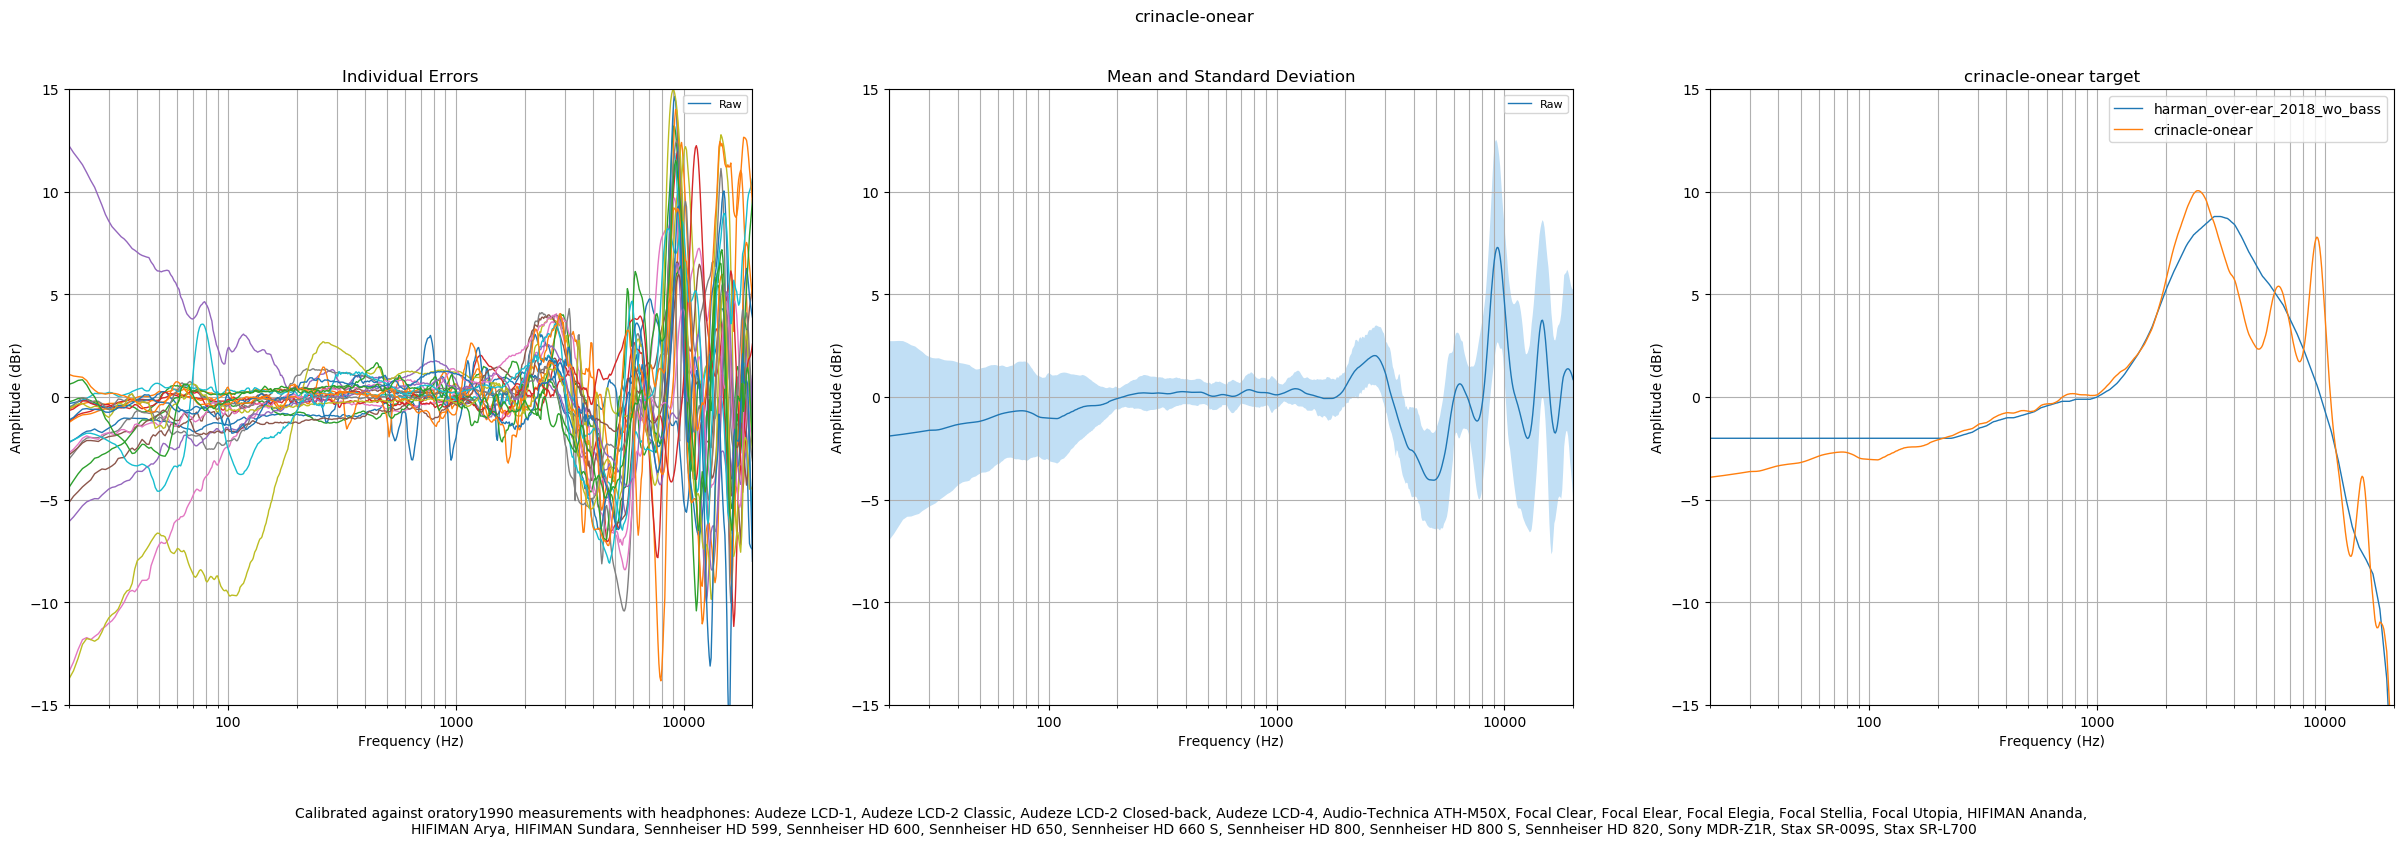 crinacle-onear
Individual Errors
15
10
5
0
−5
−10
−15
Amplitude (dBr)
100
1000
10000
Frequency (Hz)
Raw
Mean and Standard Deviation
15
10
5
0
−5
−10
−15
Amplitude (dBr)
100
1000
10000
Frequency (Hz)
Raw
crinacle-onear target
15
10
5
0
−5
−10
−15
Amplitude (dBr)
100
1000
10000
Frequency (Hz)
harman_over-ear_2018_wo_bass
crinacle-onear
Calibrated against oratory1990 measurements with headphones: Audeze LCD-1, Audeze LCD-2 Classic, Audeze LCD-2 Closed-back, Audeze LCD-4, Audio-Technica ATH-M50X, Focal Clear, Focal Elear, Focal Elegia, Focal Stellia, Focal Utopia, HIFIMAN Ananda,
HIFIMAN Arya, HIFIMAN Sundara, Sennheiser HD 599, Sennheiser HD 600, Sennheiser HD 650, Sennheiser HD 660 S, Sennheiser HD 800, Sennheiser HD 800 S, Sennheiser HD 820, Sony MDR-Z1R, Stax SR-009S, Stax SR-L700